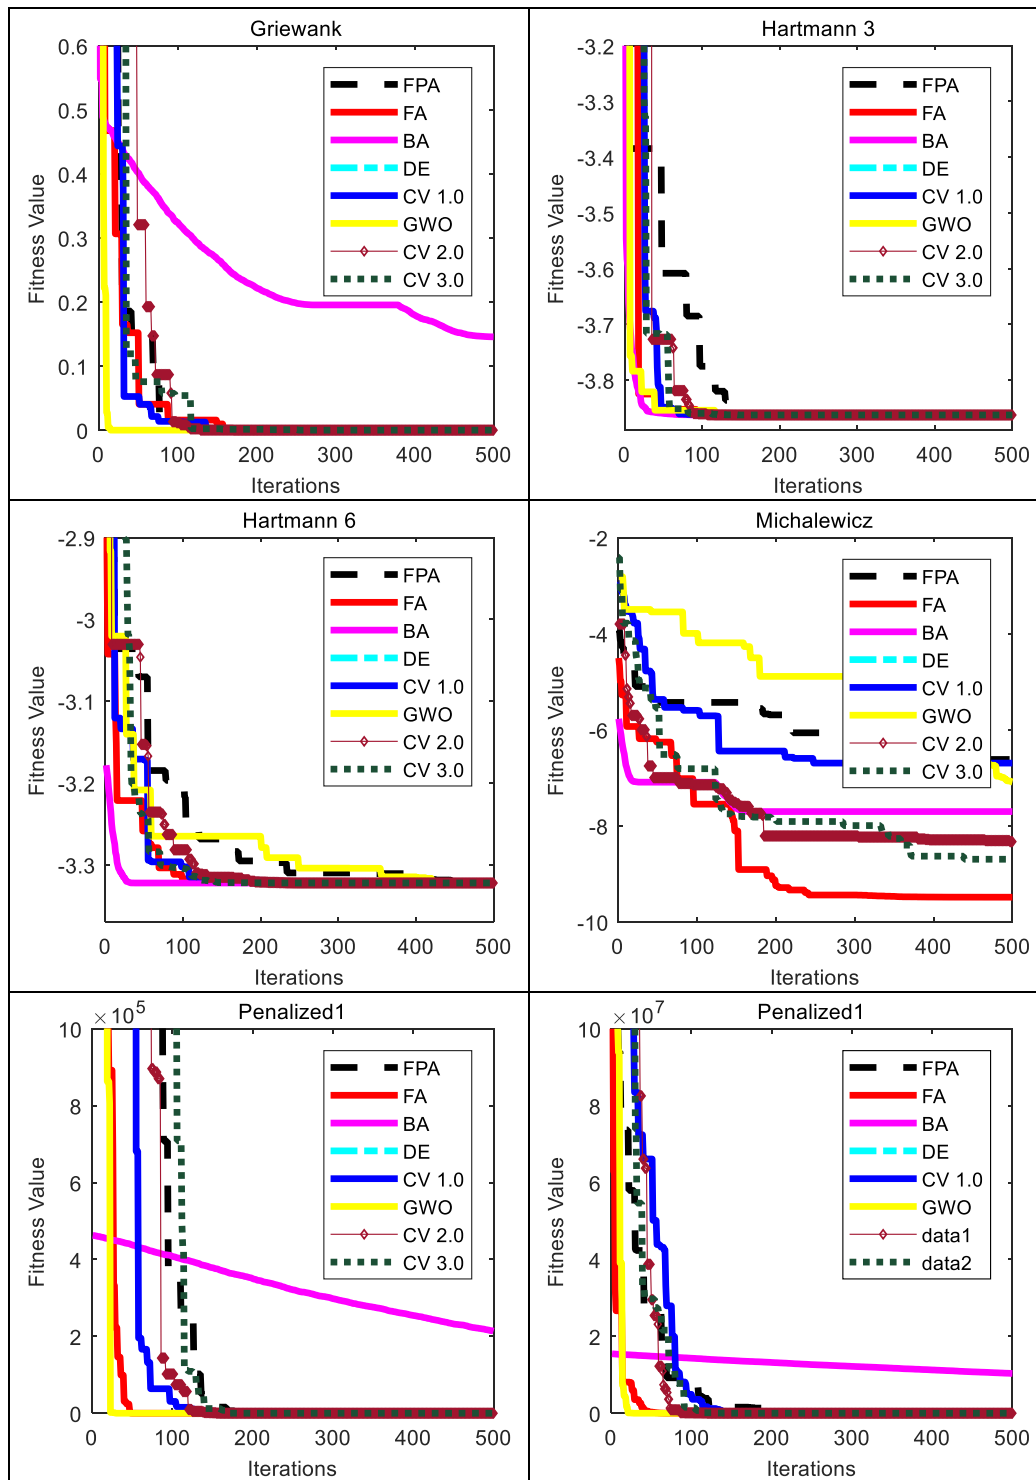 Griewank
0.6
0.5
0.4
0.3
0.2
0.1
0
Fitness Value
0
100
200
300
400
500
Iterations
FPA
FA
BA
DE
CV 1.0
GWO
CV 2.0
CV 3.0
Hartmann 3
-3.2
-3.3
-3.4
-3.5
-3.6
-3.7
-3.8
Fitness Value
0
100
200
300
400
500
Iterations
FPA
FA
BA
DE
CV 1.0
GWO
CV 2.0
CV 3.0
Hartmann 6
-2.9
-3
-3.1
-3.2
-3.3
Fitness Value
0
100
200
300
400
500
Iterations
FPA
FA
BA
DE
CV 1.0
GWO
CV 2.0
CV 3.0
Michalewicz
-2
-4
-6
-8
-10
Fitness Value
0
100
200
300
400
500
Iterations
FPA
FA
BA
DE
CV 1.0
GWO
CV 2.0
CV 3.0
Penalized1
× 10^5
10
8
6
4
2
0
Fitness Value
0
100
200
300
400
500
Iterations
FPA
FA
BA
DE
CV 1.0
GWO
CV 2.0
CV 3.0
Penalized1
× 10^7
10
8
6
4
2
0
Fitness Value
0
100
200
300
400
500
Iterations
FPA
FA
BA
DE
CV 1.0
GWO
data1
data2